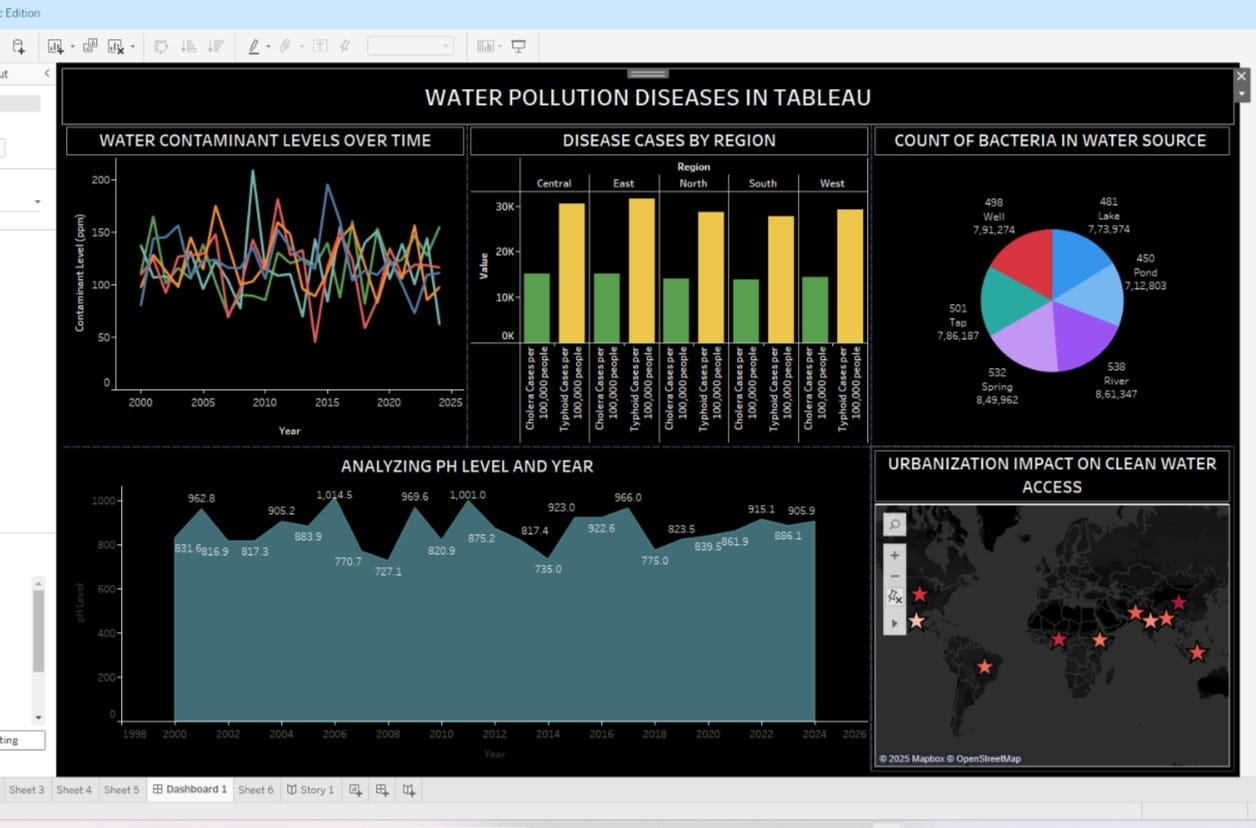 : Edition
ut
ting
WATER POLLUTION DISEASES IN TABLEAU
WATER CONTAMINANT LEVELS OVER TIME
Contaminant Level (ppm)
200
150
100
50
0
2000 2005 2010 2015 2020 2025
Year
DISEASE CASES BY REGION
Region
Central East North South West
Value
30K
20K
10K
0K
Cholera Cases per
100,000 people
Typhoid Cases per
100,000 people
Cholera Cases per
100,000 people
Typhoid Cases per
100,000 people
Cholera Cases per
100,000 people
Typhoid Cases per
100,000 people
Cholera Cases per
100,000 people
Typhoid Cases per
100,000 people
Cholera Cases per
100,000 people
Typhoid Cases per
100,000 people
COUNT OF BACTERIA IN WATER SOURCE
498
Well
7,91,274
481
Lake
7,73,974
450
Pond
7,12,803
501
Tap
7,86,187
532
Spring
8,49,962
538
River
8,61,347
ANALYZING PH LEVEL AND YEAR
pH Level
1000
800
600
400
200
0
831.6 962.8 816.9 817.3 905.2 883.9 1,014.5 770.7 727.1 969.6 820.9 1,001.0 875.2 817.4 735.0 923.0 922.6 966.0 775.0 823.5 839.5 861.9 915.1 886.1 905.9
1998 2000 2002 2004 2006 2008 2010 2012 2014 2016 2018 2020 2022 2024 2026
Year
URBANIZATION IMPACT ON CLEAN WATER
ACCESS
© 2025 Mapbox © OpenStreetMap
Sheet 3 Sheet 4 Sheet 5 Dashboard 1 Sheet 6 Story 1